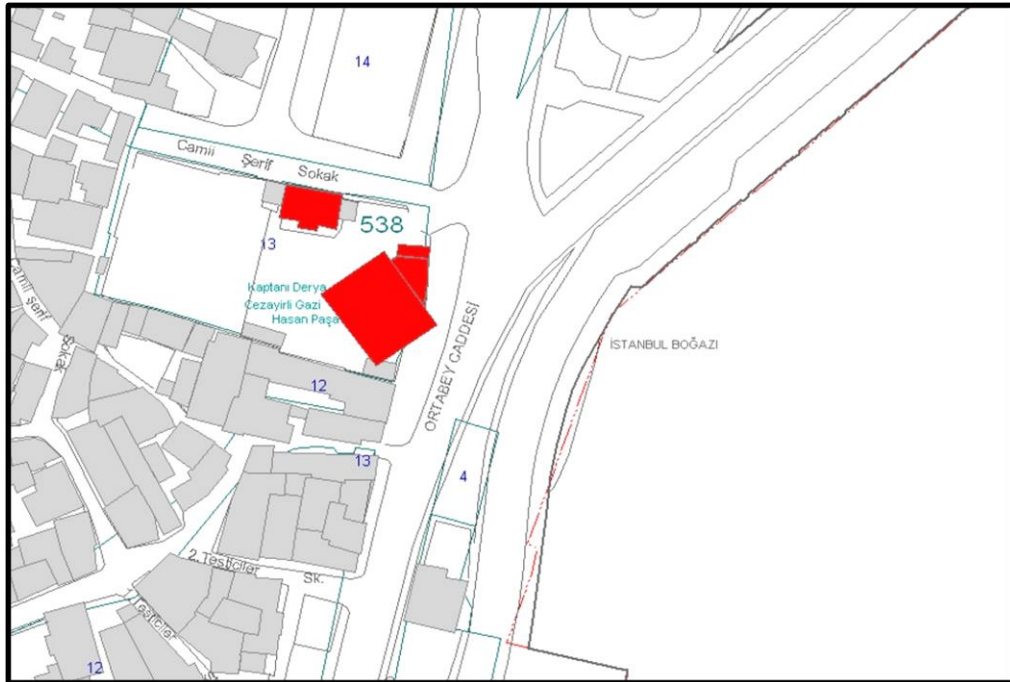 14
Camii Şerif Sokak
538
13
Kaptanı Derya
Cezayirli Gazi
Hasan Paşa
Camii Şerif Sokak
ORTABEY CADDESİ
İSTANBUL BOĞAZI
12
13
4
2. Testiciler Sk.
Testiciler
12